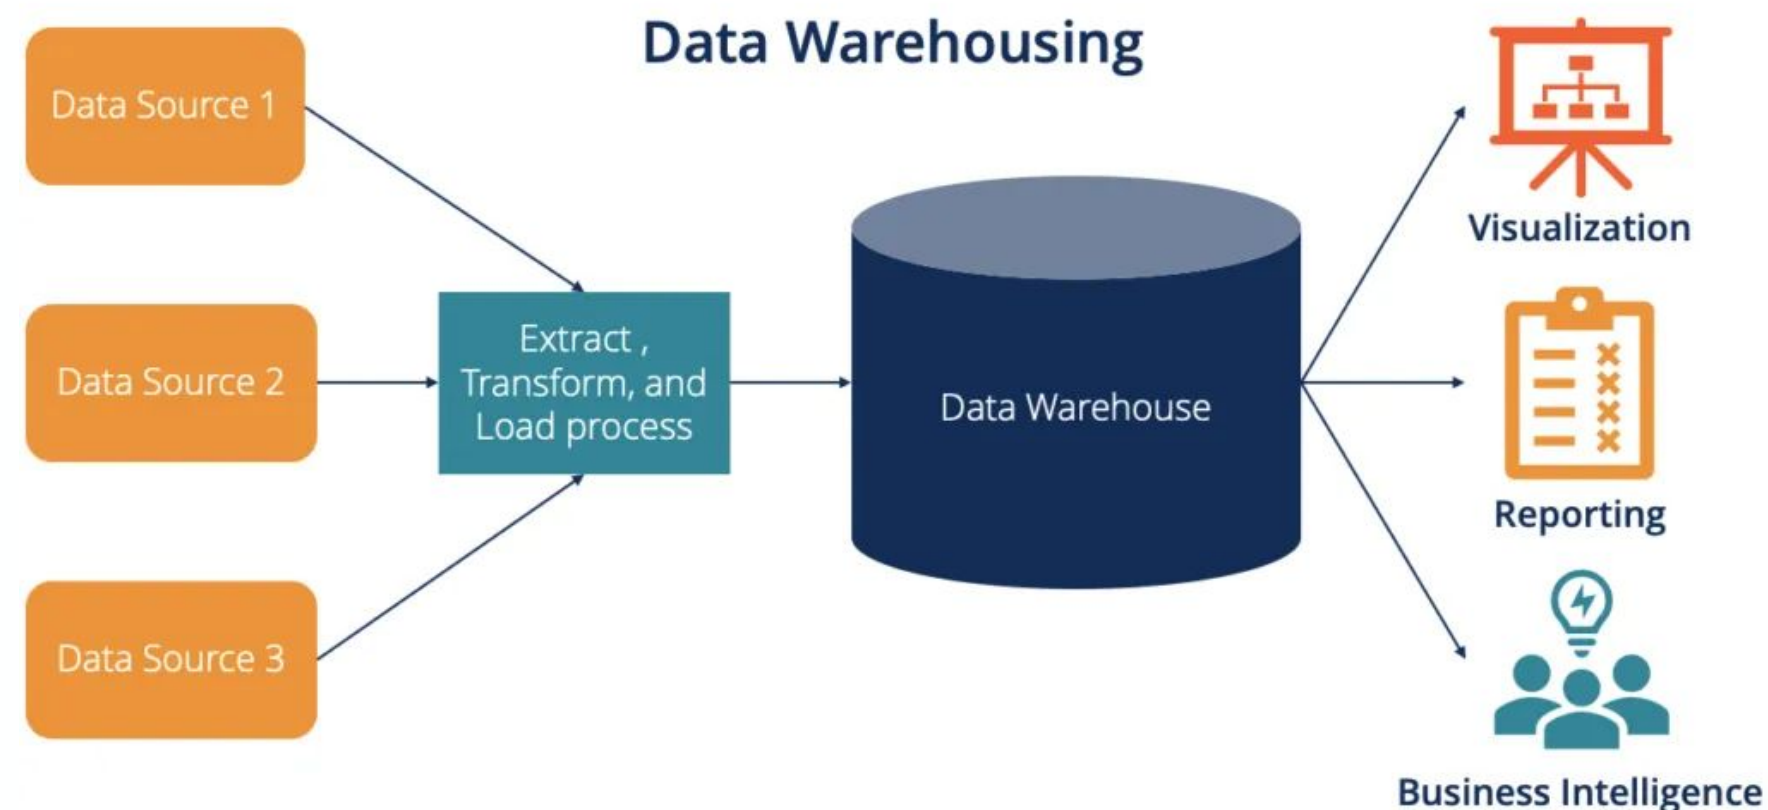 Data Warehousing
Data Source 1
Data Source 2
Data Source 3
Extract ,
Transform, and
Load process
Data Warehouse
Visualization
Reporting
Business Intelligence